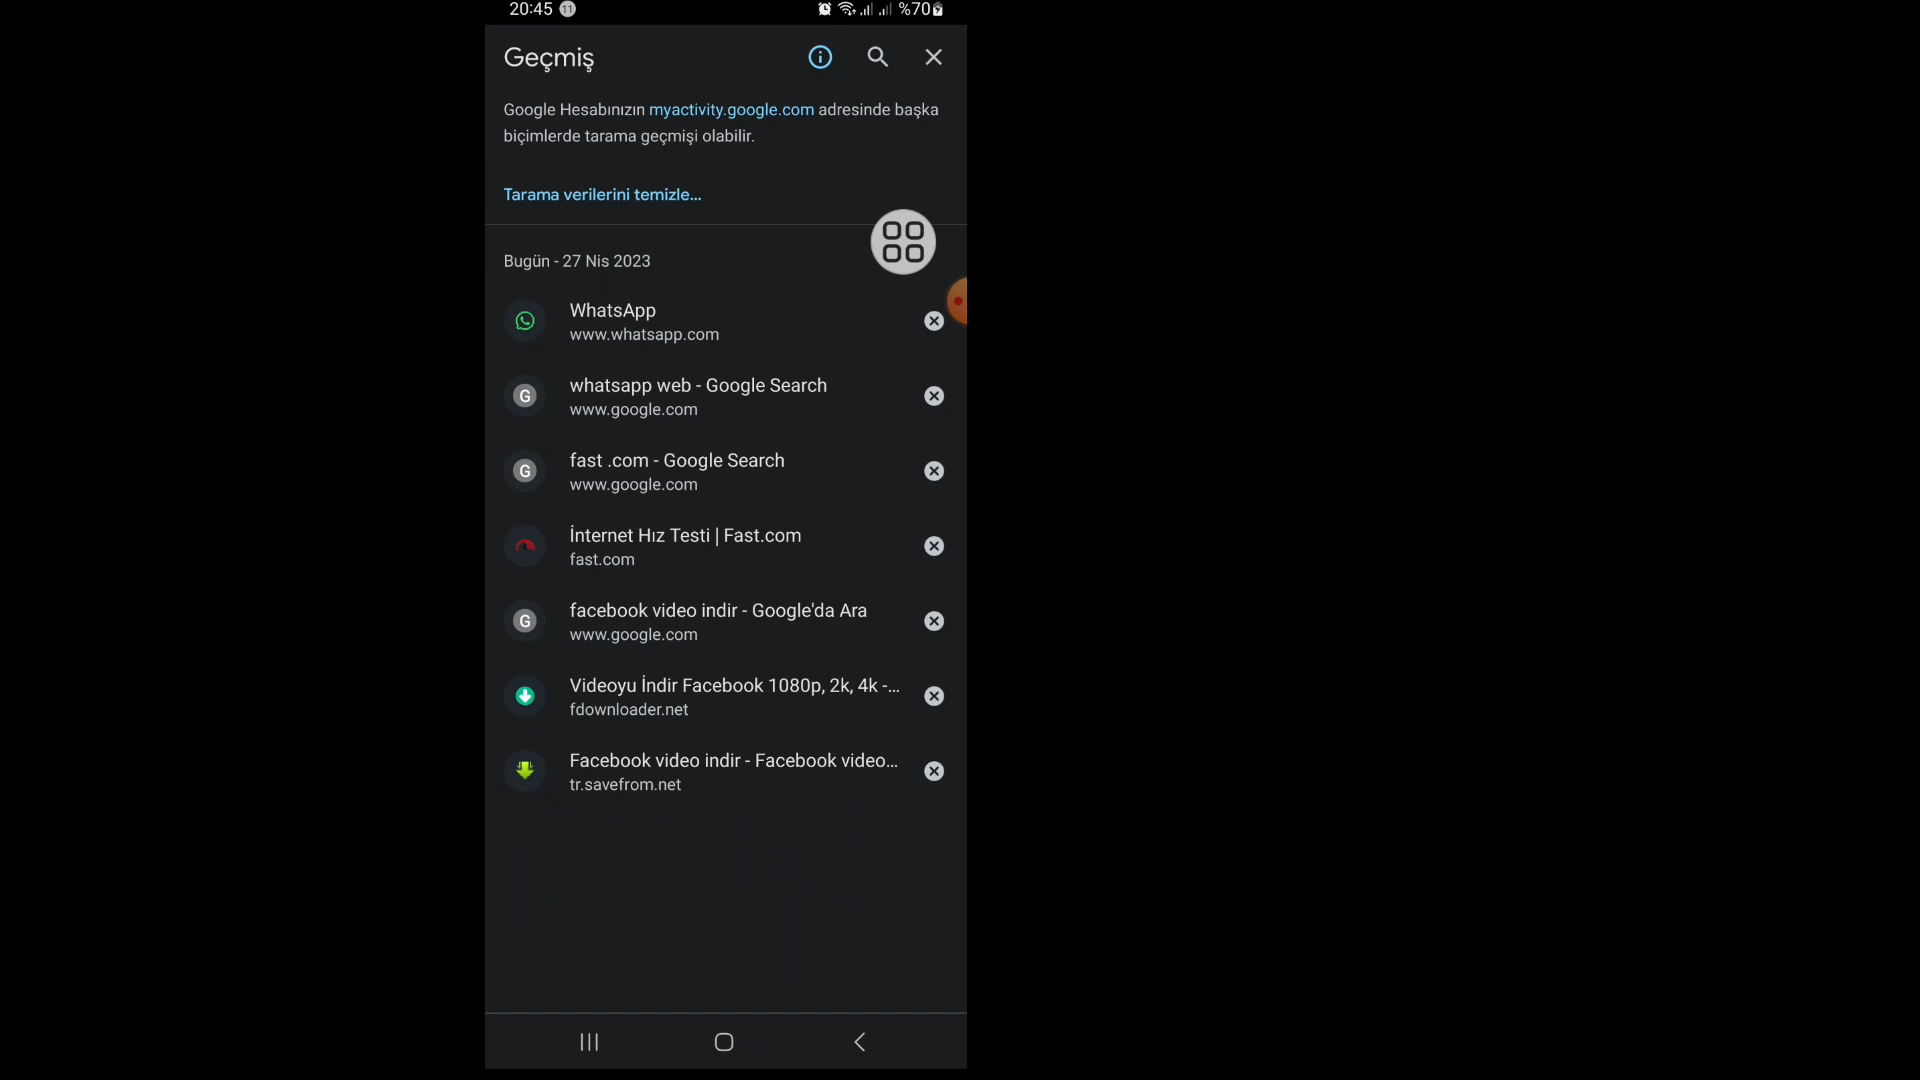 20:45 11 %70
Geçmiş
Google Hesabınızın myactivity.google.com adresinde başka
biçimlerde tarama geçmişi olabilir.
Tarama verilerini temizle...
Bugün - 27 Nis 2023
WhatsApp
www.whatsapp.com
whatsapp web - Google Search
G
www.google.com
fast .com - Google Search
G
www.google.com
İnternet Hız Testi | Fast.com
fast.com
facebook video indir - Google'da Ara
G
www.google.com
Videoyu İndir Facebook 1080p, 2k, 4k -...
fdownloader.net
Facebook video indir - Facebook video...
tr.savefrom.net